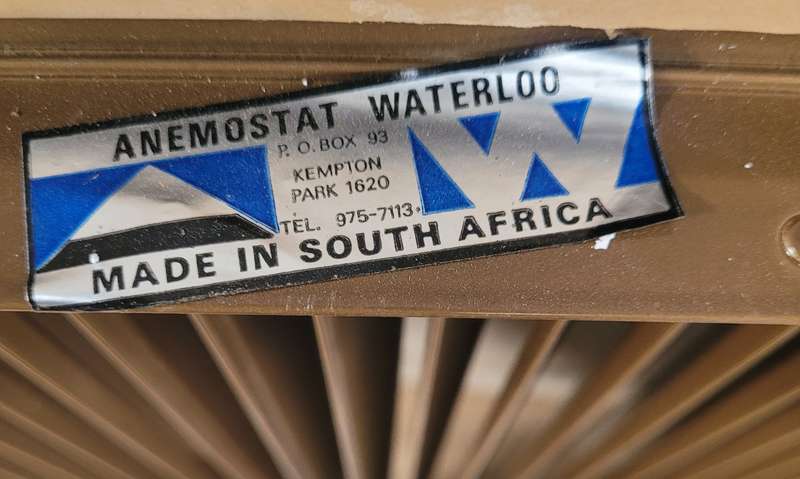 ANEMOSTAT WATERLOO
P. O. BOX 93
KEMPTON
PARK 1620
TEL. 975-7113.
W
MADE IN SOUTH AFRICA